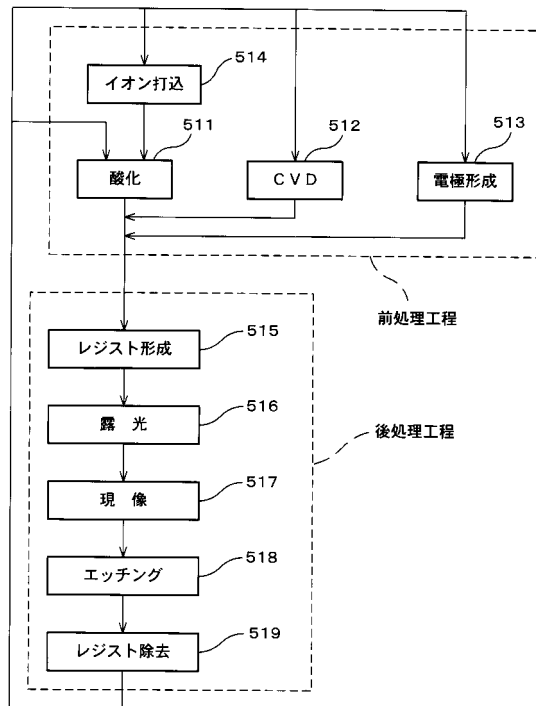 514
イオン打込
511
512
513
酸化
CVD
電極形成
前処理工程
レジスト形成
515
露 光
516
後処理工程
現 像
517
エッチング
518
レジスト除去
519